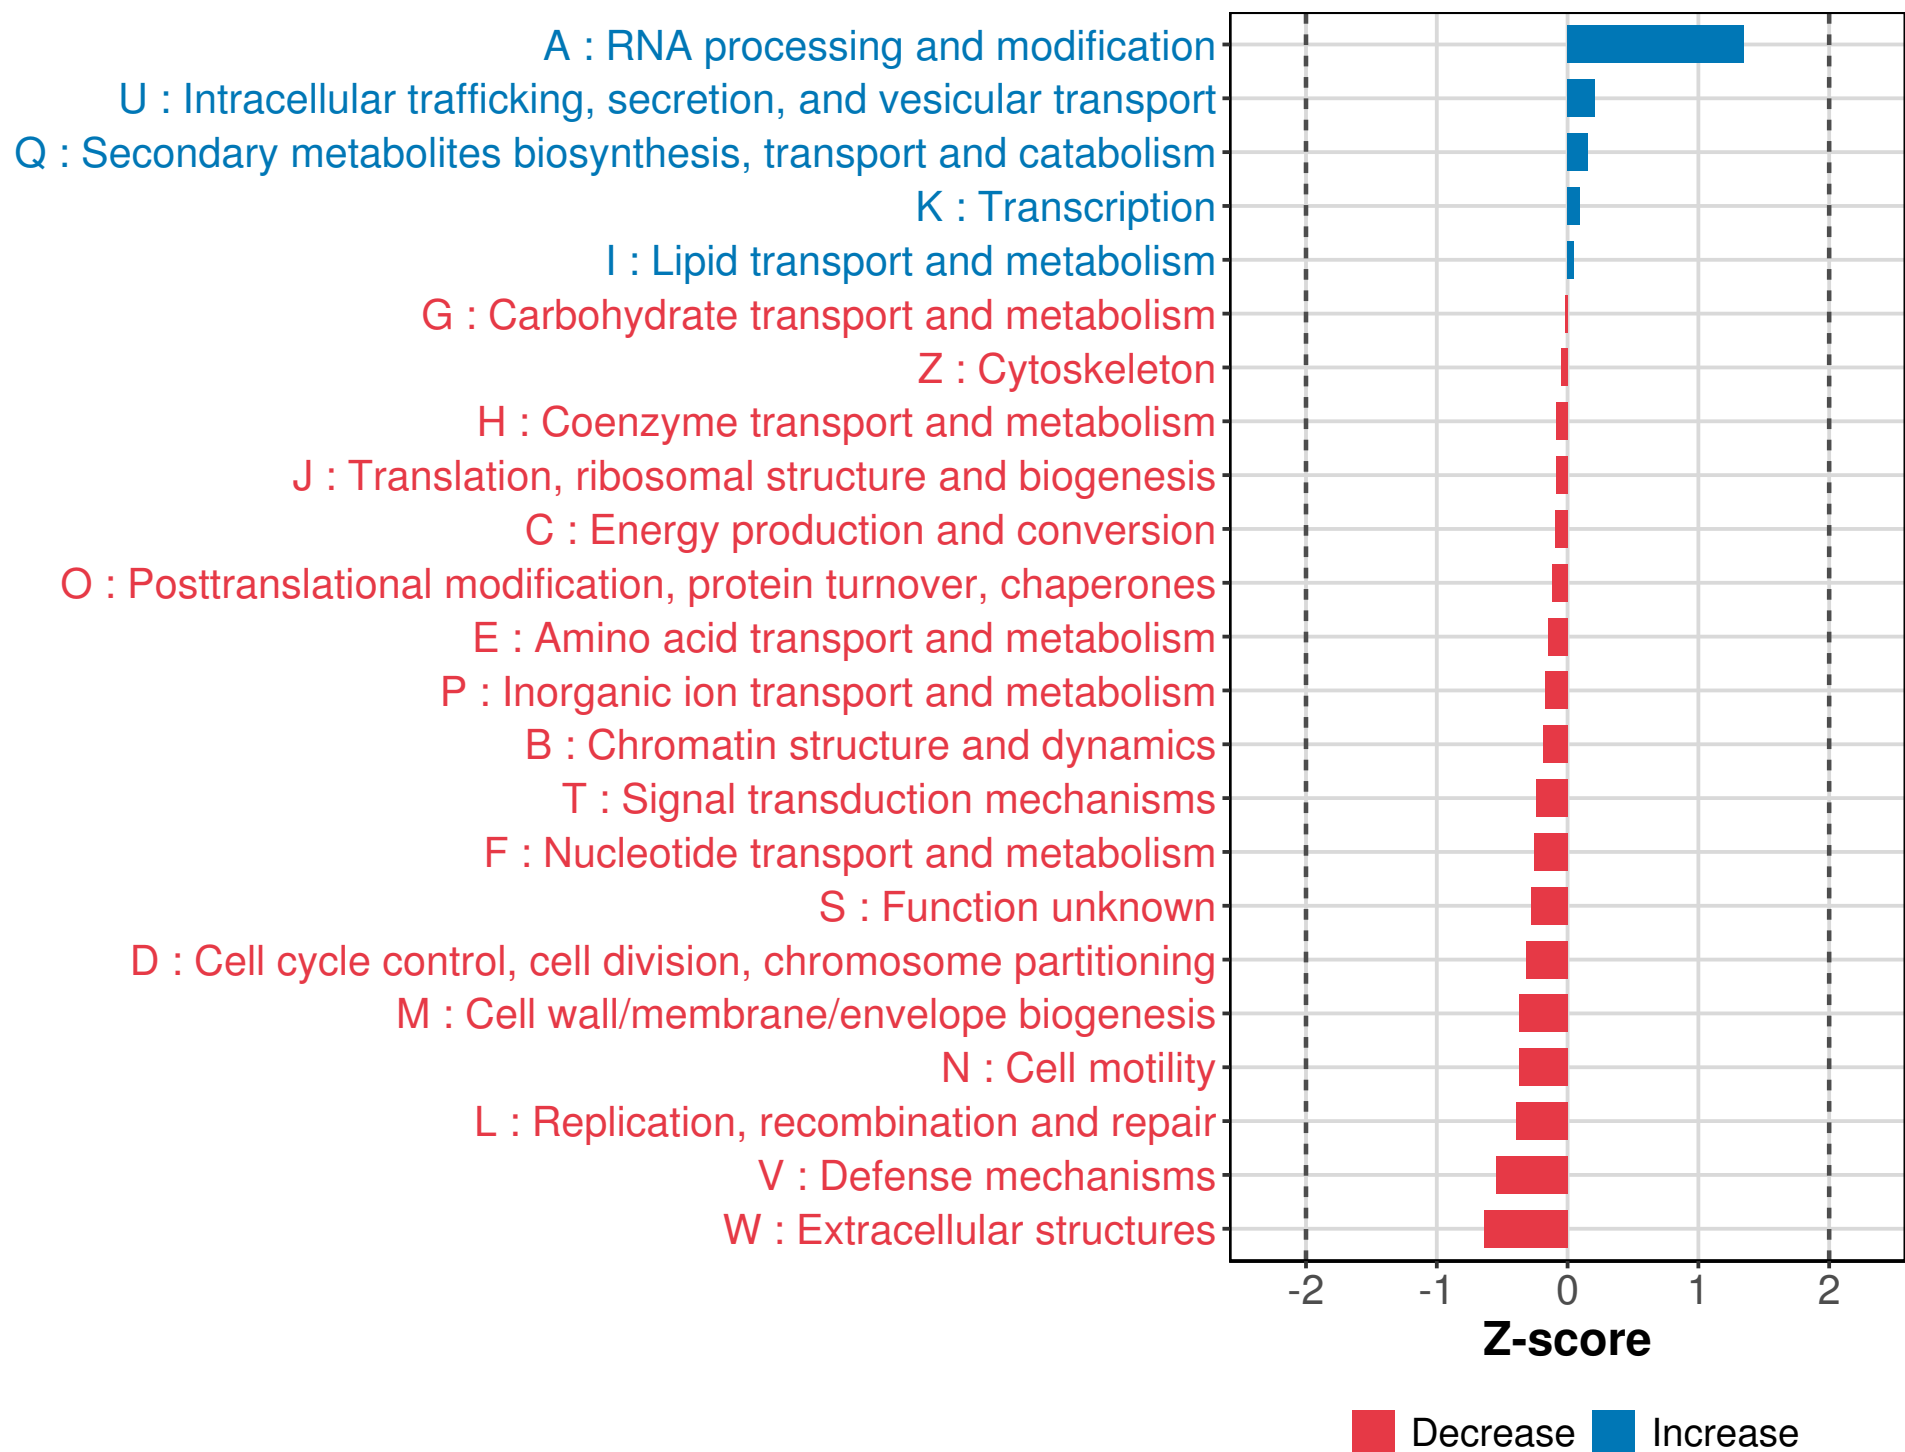 A : RNA processing and modification
U : Intracellular trafficking, secretion, and vesicular transport
Q : Secondary metabolites biosynthesis, transport and catabolism
K : Transcription
I : Lipid transport and metabolism
G : Carbohydrate transport and metabolism
Z : Cytoskeleton
H : Coenzyme transport and metabolism
J : Translation, ribosomal structure and biogenesis
C : Energy production and conversion
O : Posttranslational modification, protein turnover, chaperones
E : Amino acid transport and metabolism
P : Inorganic ion transport and metabolism
B : Chromatin structure and dynamics
T : Signal transduction mechanisms
F : Nucleotide transport and metabolism
S : Function unknown
D : Cell cycle control, cell division, chromosome partitioning
M : Cell wall/membrane/envelope biogenesis
N : Cell motility
L : Replication, recombination and repair
V : Defense mechanisms
W : Extracellular structures
-2 -1 0 1 2
Z-score
Decrease Increase